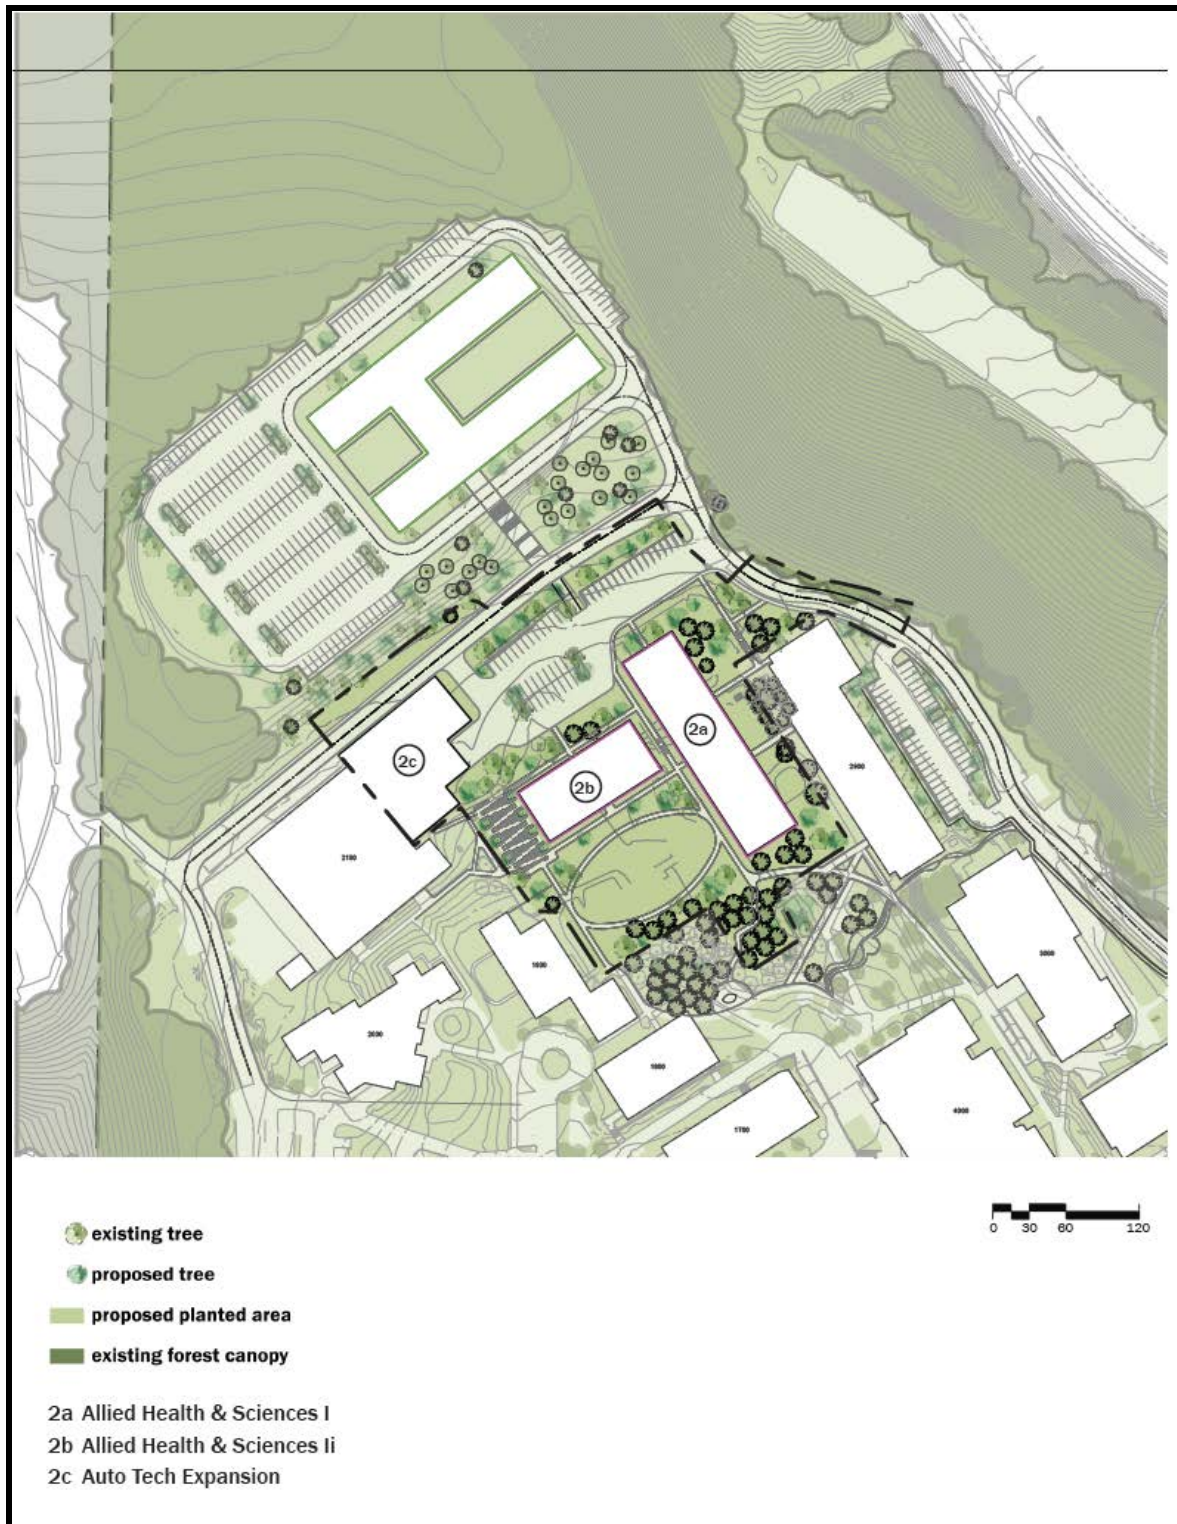 2a
2c
2b
2900
2100
1600
3000
2000
1800
4000
1700
0 30 60 120
existing tree
proposed tree
proposed planted area
existing forest canopy
2a Allied Health & Sciences I
2b Allied Health & Sciences Ii
2c Auto Tech Expansion